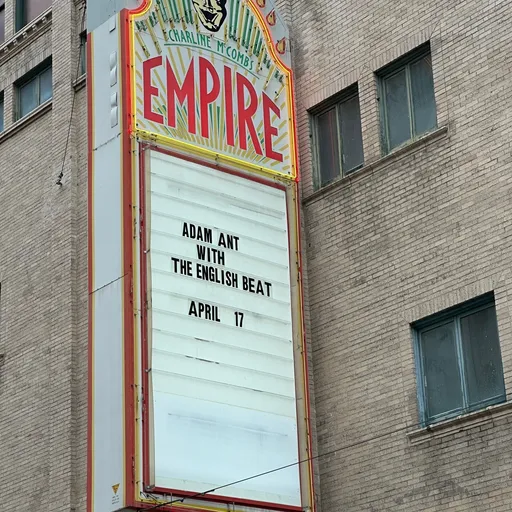 CHARLINE McCOMBS
EMPIRE
ADAM ANT
WITH
THE ENGLISH BEAT
APRIL 17